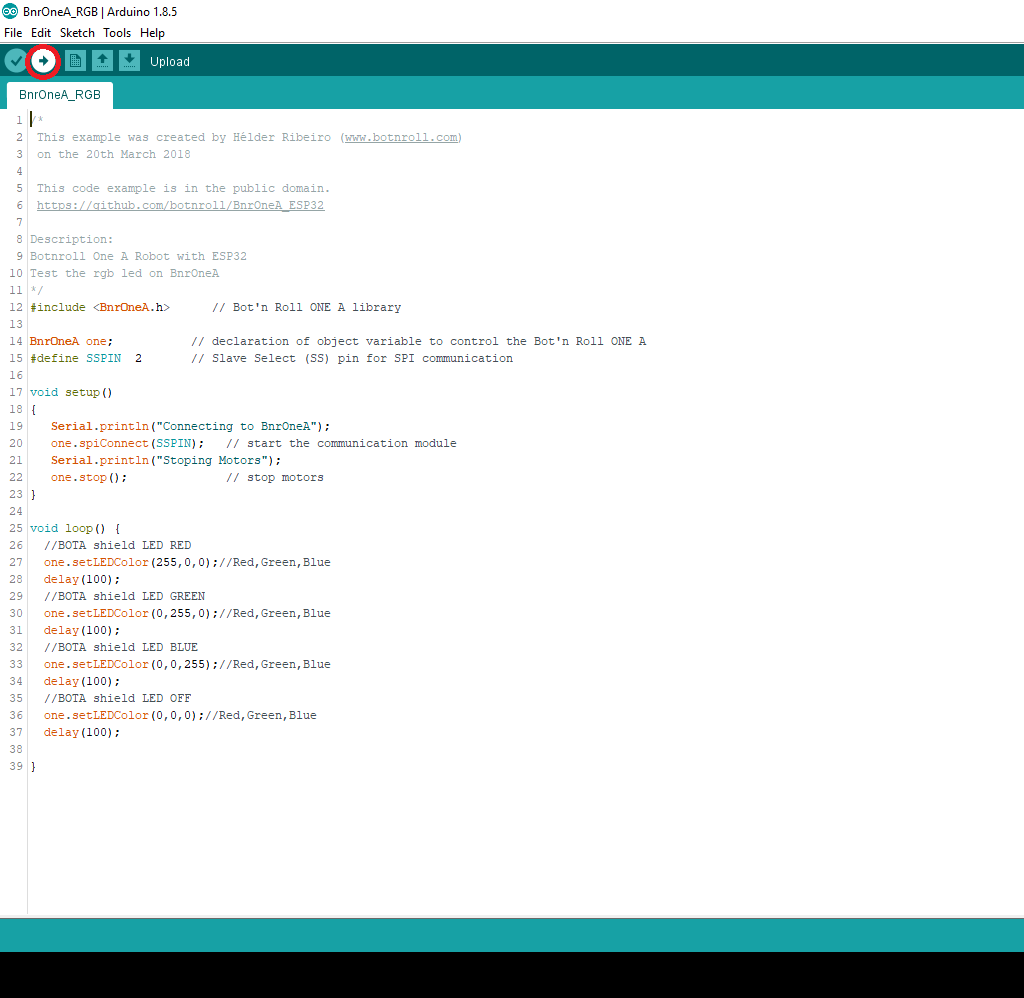 BnrOneA_RGB | Arduino 1.8.5
File Edit Sketch Tools Help
Upload
BnrOneA_RGB
1 /*
2 This example was created by Hélder Ribeiro (www.botnroll.com)
3 on the 20th March 2018
4
5 This code example is in the public domain.
6 https://github.com/botnroll/BnrOneA_ESP32
7
8 Description:
9 Botnroll One A Robot with ESP32
10 Test the rgb led on BnrOneA
11 */
12 #include <BnrOneA.h> // Bot'n Roll ONE A library
13
14 BnrOneA one; // declaration of object variable to control the Bot'n Roll ONE A
15 #define SSPIN 2 // Slave Select (SS) pin for SPI communication
16
17 void setup()
18 {
19 Serial.println("Connecting to BnrOneA");
20 one.spiConnect(SSPIN); // start the communication module
21 Serial.println("Stoping Motors");
22 one.stop(); // stop motors
23 }
24
25 void loop() {
26 //BOTA shield LED RED
27 one.setLEDColor(255,0,0);//Red,Green,Blue
28 delay(100);
29 //BOTA shield LED GREEN
30 one.setLEDColor(0,255,0);//Red,Green,Blue
31 delay(100);
32 //BOTA shield LED BLUE
33 one.setLEDColor(0,0,255);//Red,Green,Blue
34 delay(100);
35 //BOTA shield LED OFF
36 one.setLEDColor(0,0,0);//Red,Green,Blue
37 delay(100);
38
39 }